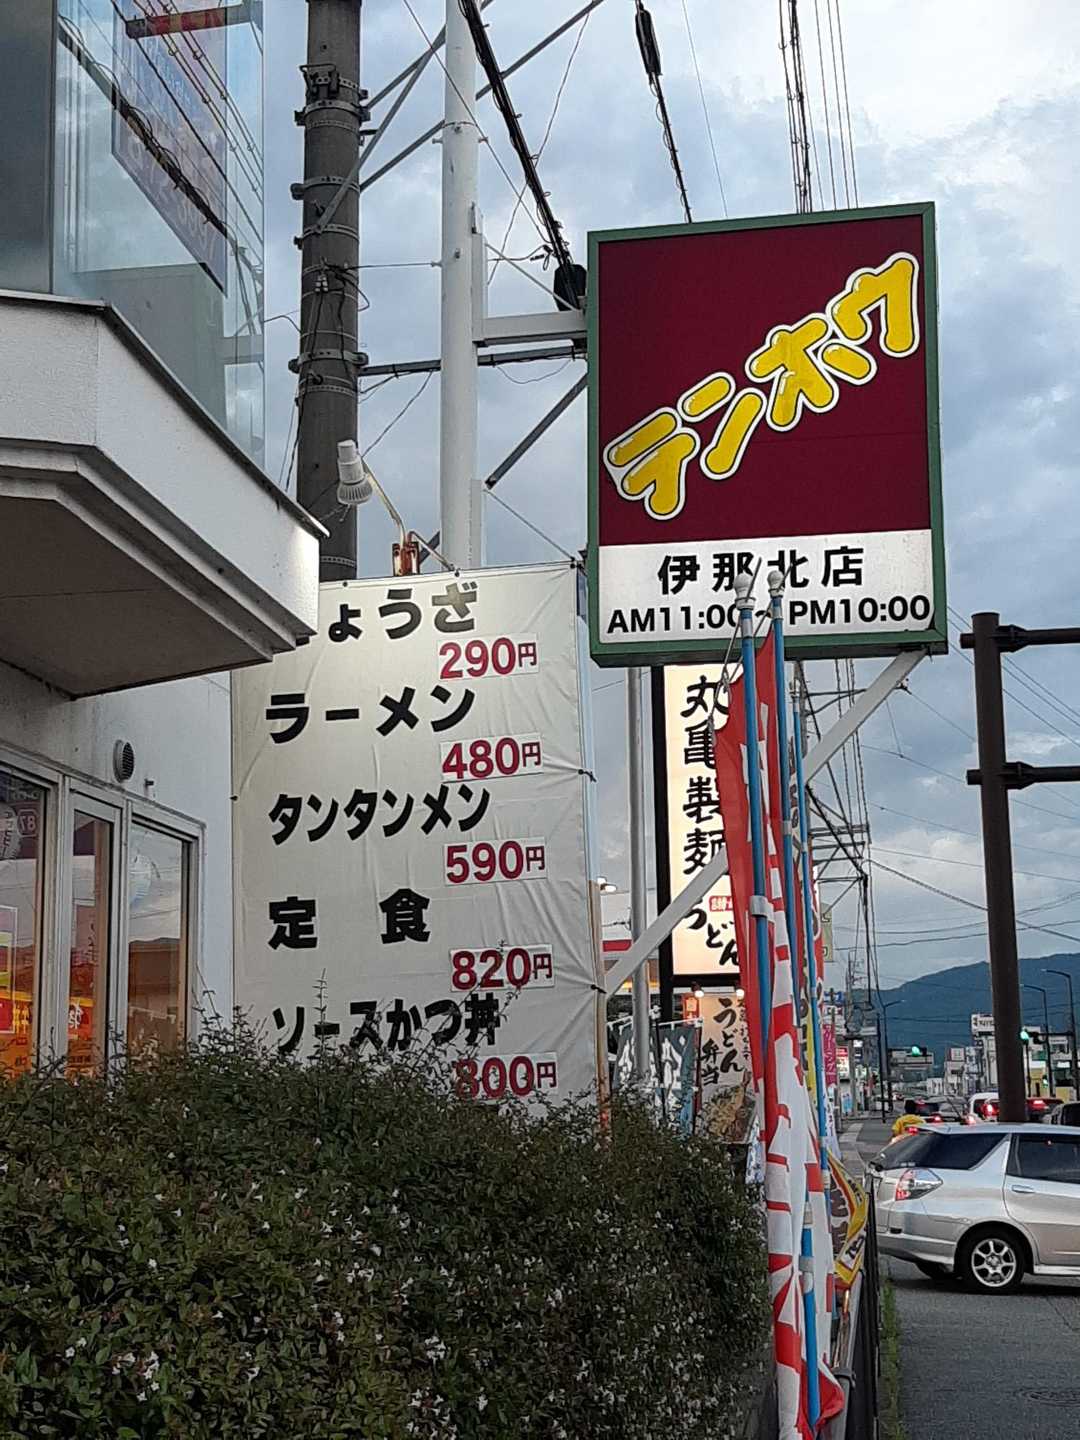 ランホウ
伊那北店
AM11:00〜PM10:00
ょうざ
290円
ラーメン
480円
タンタンメン
590円
定食
820円
ソースかつ丼
800円
丸亀製麺
うどん
うどん
弁当